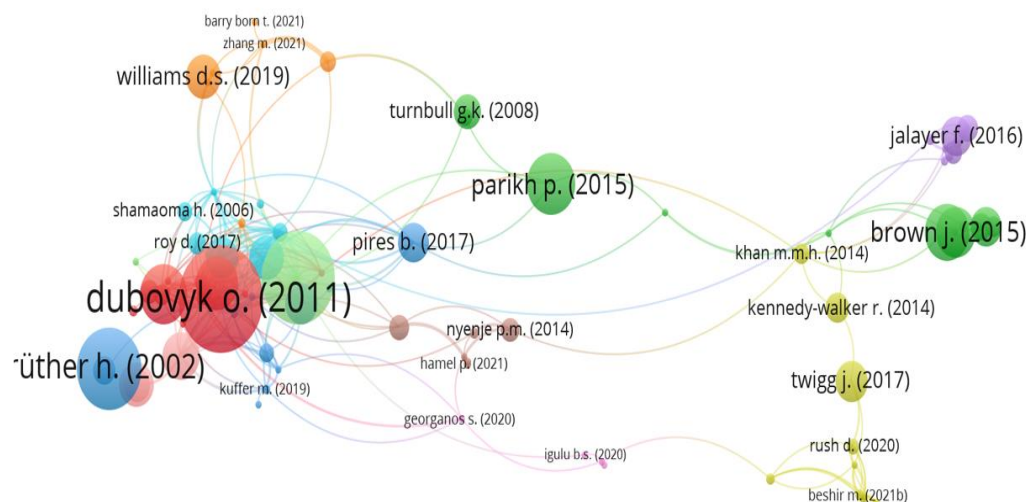 barry born t. (2021)
zhang m. (2021)
williams d.s. (2019)
turnbull g.k. (2008)
jalayer f. (2016)
parikh p. (2015)
shamaoma h. (2006)
roy d. (2017)
pires b. (2017)
brown j. (2015)
khan m.m.h. (2014)
dubovyk o. (2011)
kennedy-walker r. (2014)
nyenje p.m. (2014)
hamel p. (2021)
rüther h. (2002)
kuffer m. (2019)
twigg j. (2017)
georganos s. (2020)
rush d. (2020)
igulu b.s. (2020)
beshir m. (2021b)